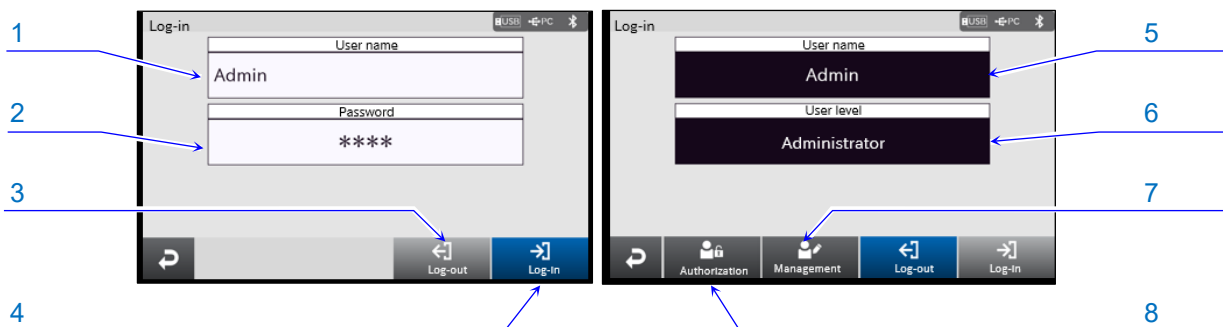 1
2
3
4
Log-in
USB PC
User name
Admin
Password
****
Log-out
Log-In
Log-in
USB PC
User name
Admin
User level
Administrator
Authorization
Management
Log-out
Log-In
5
6
7
8